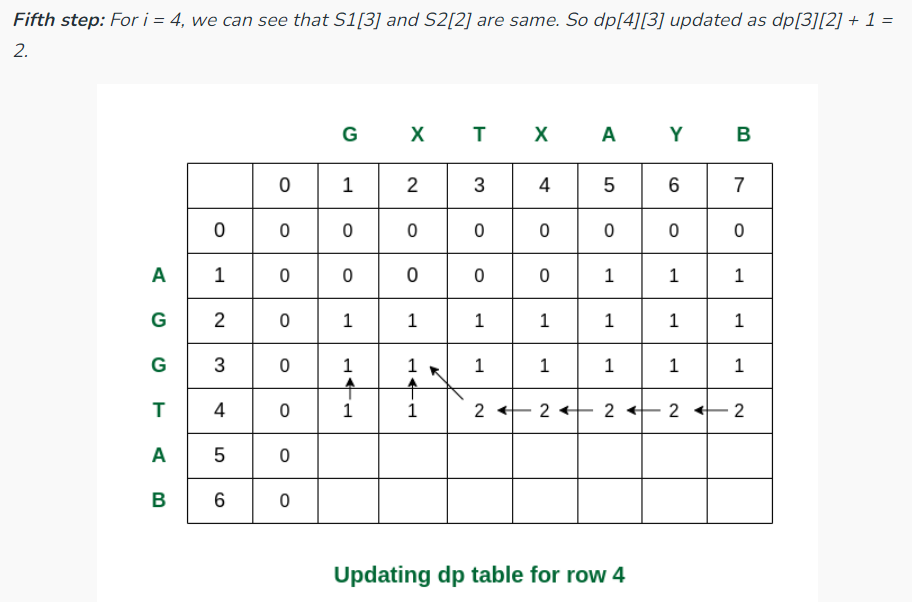 Fifth step: For i = 4, we can see that S1[3] and S2[2] are same. So dp[4][3] updated as dp[3][2] + 1 =
2.
G X T X A Y B
0 1 2 3 4 5 6 7
0 0 0 0 0 0 0 0 0
A 1 0 0 0 0 0 1 1 1
G 2 0 1 1 1 1 1 1 1
G 3 0 1 1 1 1 1 1 1
T 4 0 1 1 2 2 2 2 2
A 5 0
B 6 0
Updating dp table for row 4